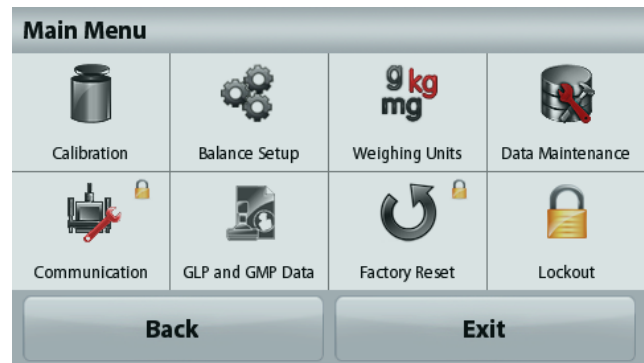 Main Menu
g kg
mg
Calibration
Balance Setup
Weighing Units
Data Maintenance
Communication
GLP and GMP Data
Factory Reset
Lockout
Back
Exit